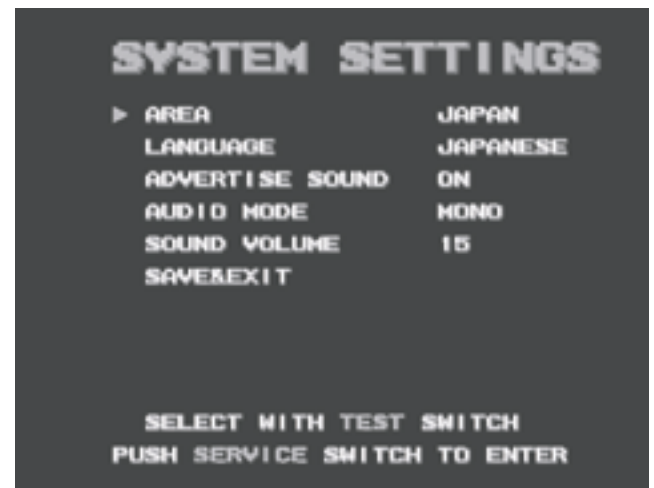 SYSTEM SETTINGS
▶ AREA JAPAN
LANGUAGE JAPANESE
ADVERTISE SOUND ON
AUDIO MODE MONO
SOUND VOLUME 15
SAVE&EXIT
SELECT WITH TEST SWITCH
PUSH SERVICE SWITCH TO ENTER